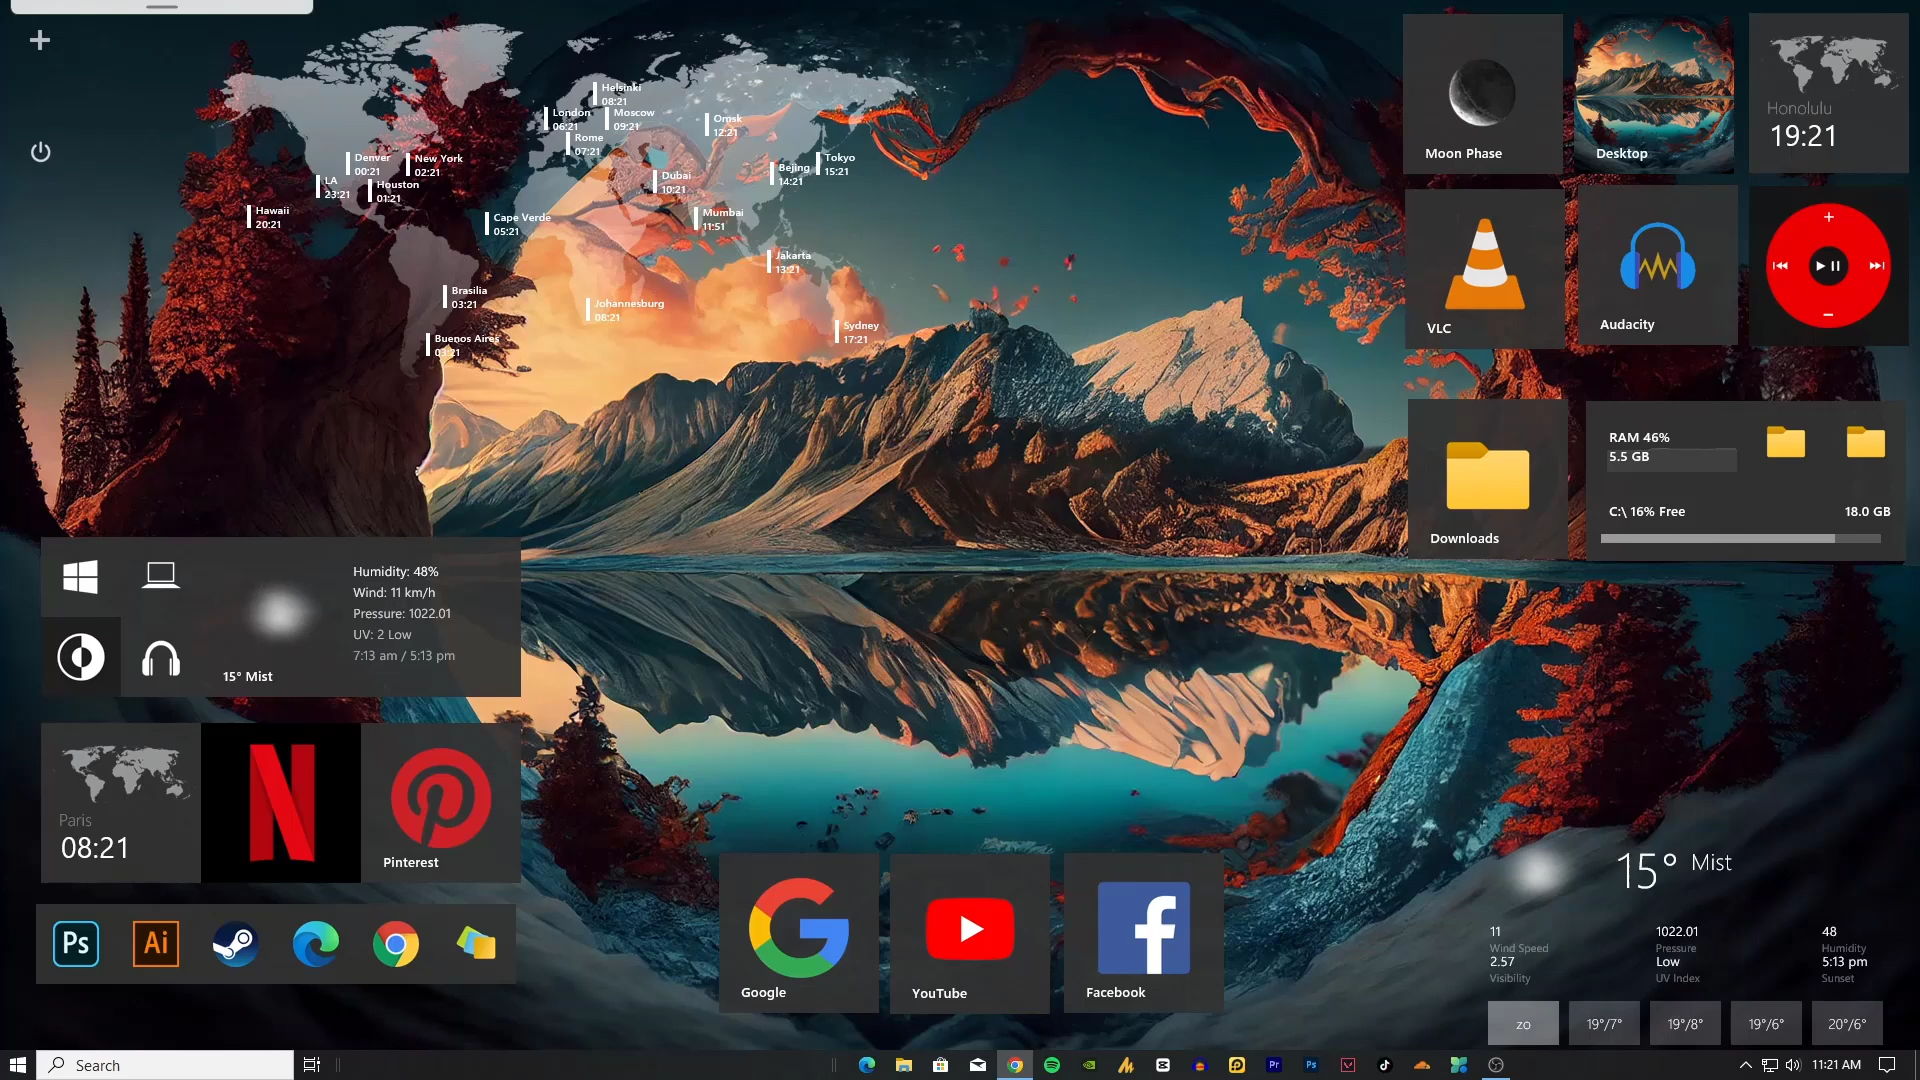 Helsinki
08:21
London
06:21
Moscow
09:21
Omsk
12:21
Rome
07:21
Denver
00:21
New York
02:21
Tokyo
15:21
Bejing
14:21
LA
23:21
Houston
01:21
Dubai
10:21
Hawaii
20:21
Cape Verde
05:21
Mumbai
11:51
Jakarta
13:21
Brasilia
03:21
Johannesburg
08:21
Sydney
17:21
Buenos Aires
03:21
Moon Phase
Desktop
Honolulu
19:21
VLC
Audacity
Downloads
RAM 46%
5.5 GB
C:\ 16% Free
18.0 GB
Humidity: 48%
Wind: 11 km/h
Pressure: 1022.01
UV: 2 Low
7:13 am / 5:13 pm
15° Mist
Paris
08:21
N
Pinterest
Ps
Ai
Google
YouTube
Facebook
15° Mist
11
Wind Speed
2.57
Visibility
1022.01
Pressure
Low
UV Index
48
Humidity
5:13 pm
Sunset
zo
19°/7°
19°/8°
19°/6°
20°/6°
Search
Pr
Ps
11:21 AM